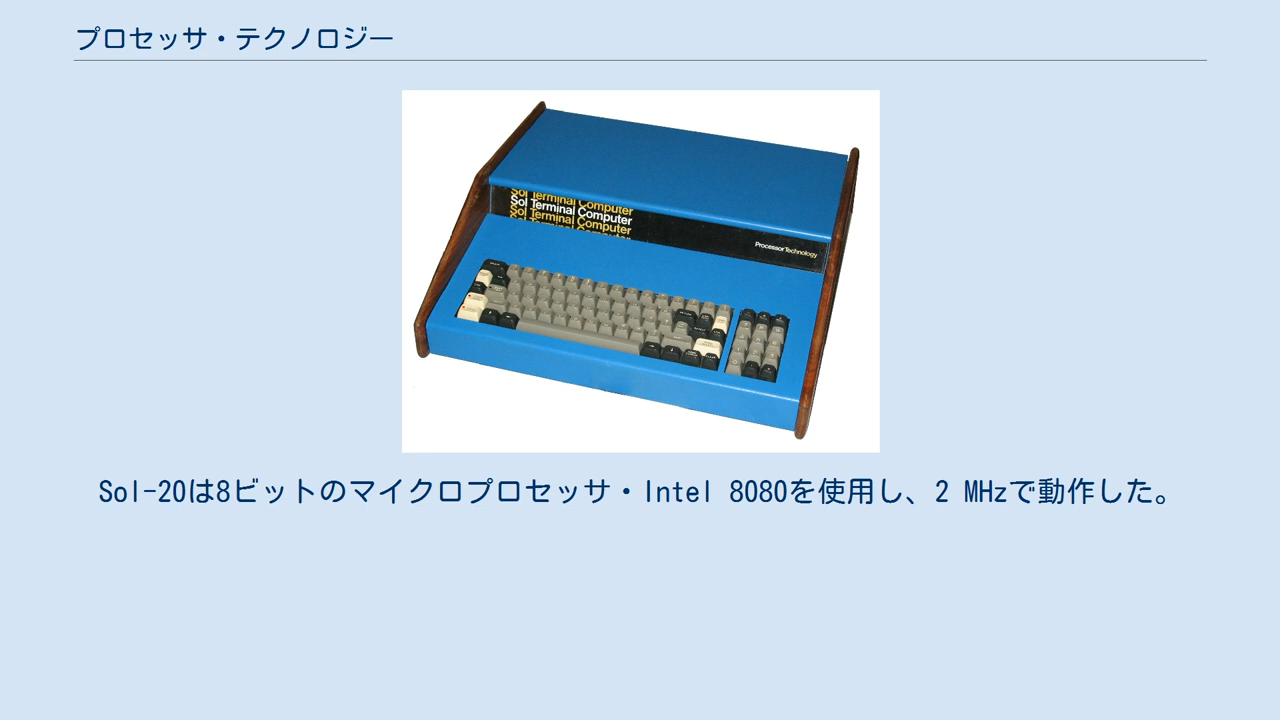 プロセッサ・テクノロジー
Sol Terminal Computer
Sol Terminal Computer
Sol Terminal Computer
Sol Terminal Computer
Processor Technology
Sol-20は8ビットのマイクロプロセッサ・Intel 8080を使用し、2 MHzで動作した。